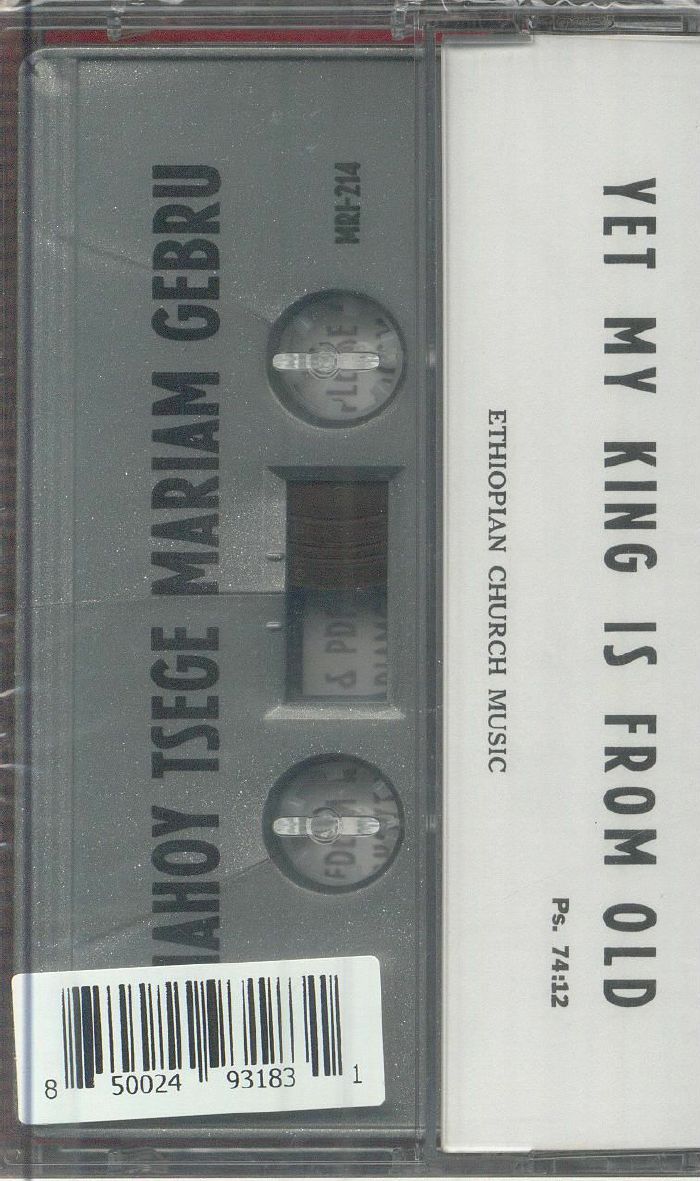 YET MY KING IS FROM OLD
Ps. 74:12
ETHIOPIAN CHURCH MUSIC
MRI-214
AHOY TSEGE MARIAM GEBRU
8 50024 93183 1